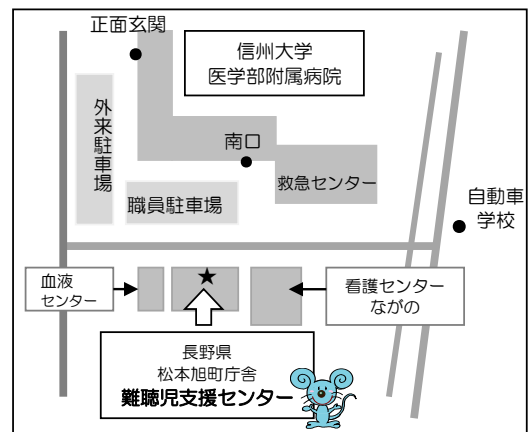 正面玄関
信州大学
医学部附属病院
外来駐車場
南口
救急センター
職員駐車場
自動車
学校
★
血液
センター
看護センター
ながの
長野県
松本旭町庁舎
難聴児支援センター